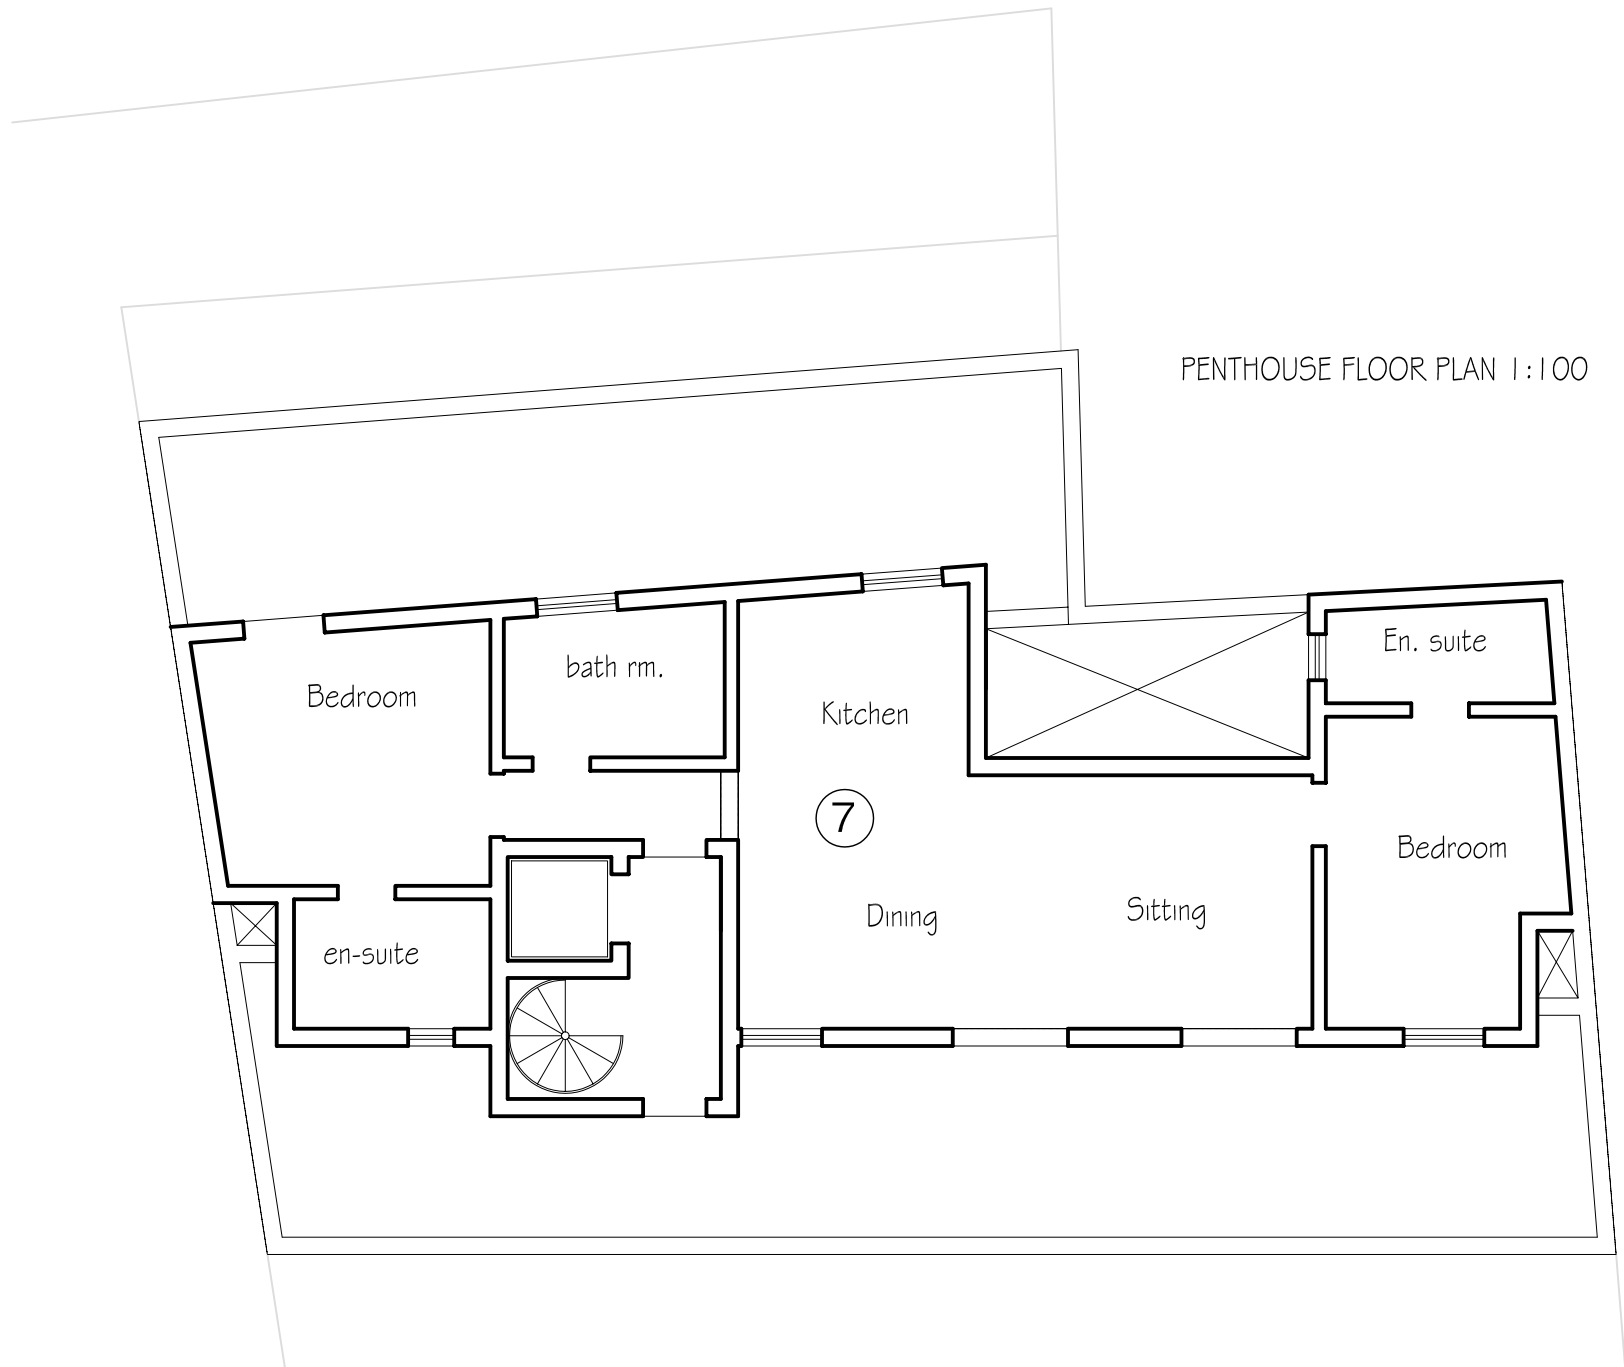 PENTHOUSE FLOOR PLAN 1:100
En. suite
bath rm.
Bedroom
Kitchen
7
Bedroom
Dining
Sitting
en-suite